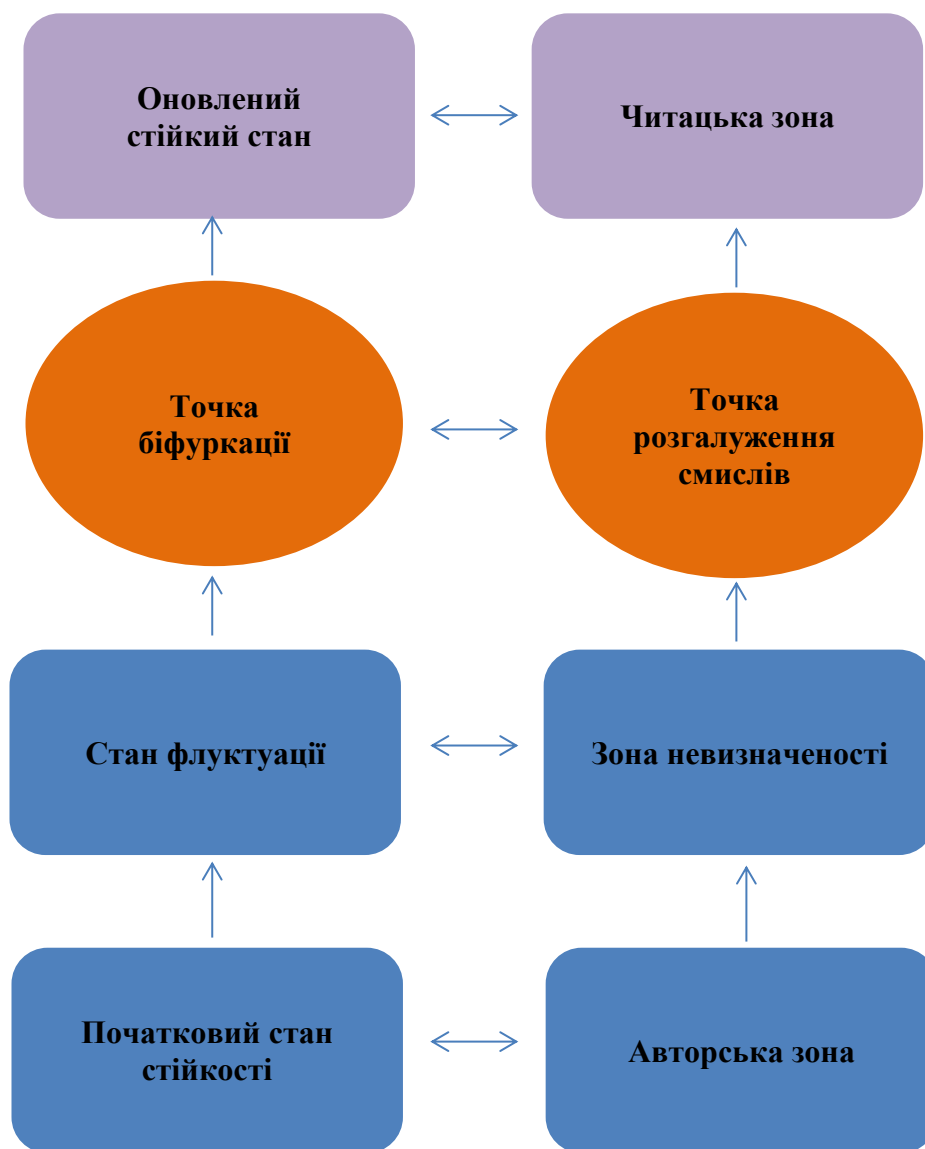 Оновлений
стійкий стан
Читацька зона
Точка
біфуркації
Точка
розгалуження
смислів
Стан флуктуації
Зона невизначеності
Початковий стан
стійкості
Авторська зона